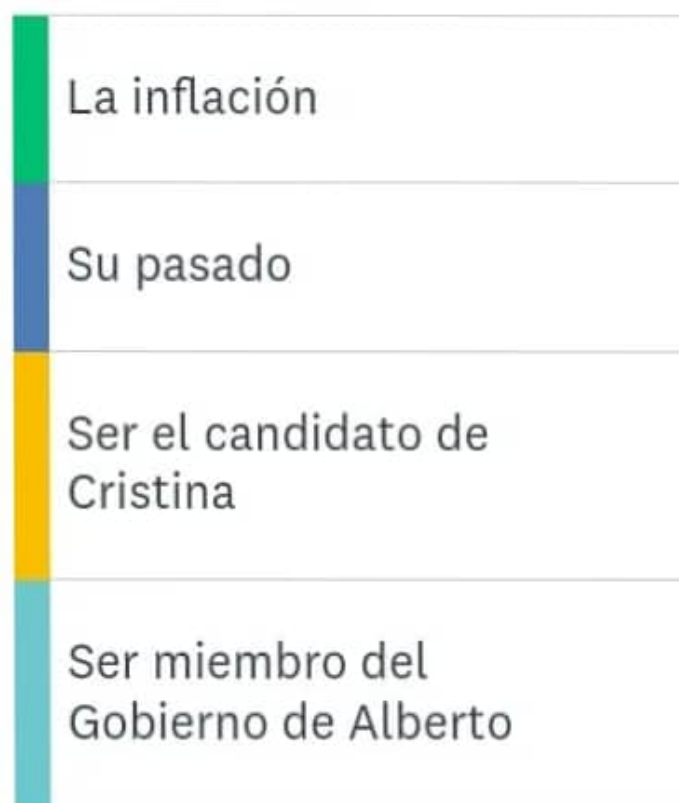 La inflación
Su pasado
Ser el candidato de
Cristina
Ser miembro del
Gobierno de Alberto